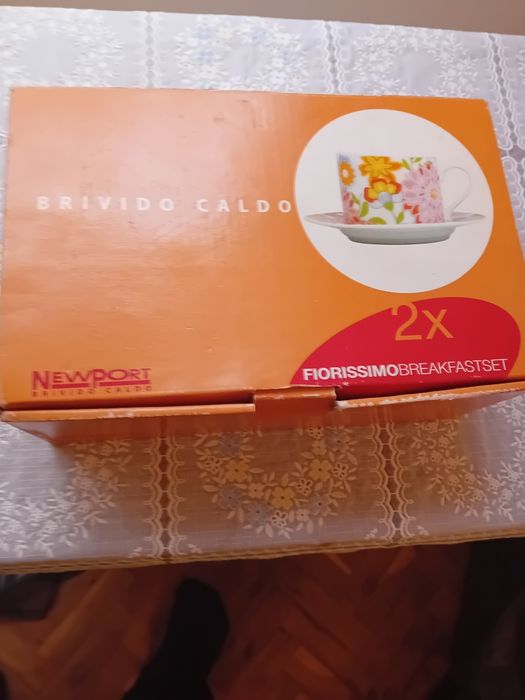 BRIVIDO CALDO
2x
FIORISSIMOBREAKFASTSET
NEWPORT
BRIVIDO CALDO